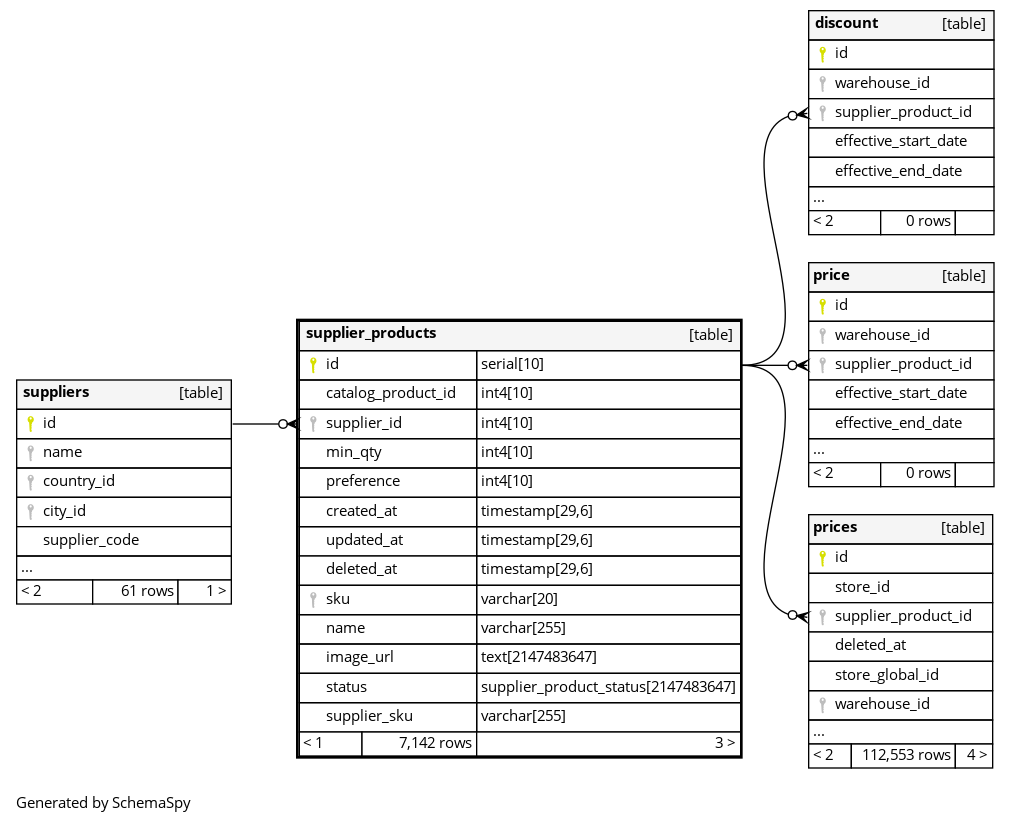 discount [table]
id
warehouse_id
supplier_product_id
effective_start_date
effective_end_date
...
< 2 0 rows
price [table]
id
warehouse_id
supplier_product_id
effective_start_date
effective_end_date
...
< 2 0 rows
supplier_products [table]
id serial[10]
catalog_product_id int4[10]
supplier_id int4[10]
min_qty int4[10]
preference int4[10]
created_at timestamp[29,6]
updated_at timestamp[29,6]
deleted_at timestamp[29,6]
sku varchar[20]
name varchar[255]
image_url text[2147483647]
status supplier_product_status[2147483647]
supplier_sku varchar[255]
< 1 7,142 rows 3 >
suppliers [table]
id
name
country_id
city_id
supplier_code
...
< 2 61 rows 1 >
prices [table]
id
store_id
supplier_product_id
deleted_at
store_global_id
warehouse_id
...
< 2 112,553 rows 4 >
Generated by SchemaSpy